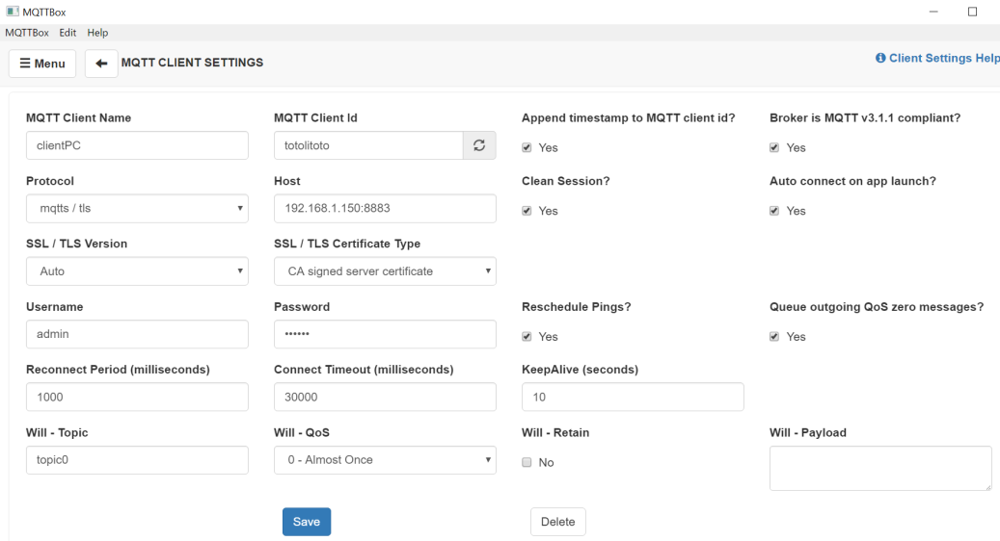 MQTTBox
MQTTBox Edit Help
Menu MQTT CLIENT SETTINGS Client Settings Help
MQTT Client Name MQTT Client Id Append timestamp to MQTT client id? Broker is MQTT v3.1.1 compliant?
clientPC totolitoto Yes Yes
Protocol Host Clean Session? Auto connect on app launch?
mqtts / tls 192.168.1.150:8883 Yes Yes
SSL / TLS Version SSL / TLS Certificate Type
Auto CA signed server certificate
Username Password Reschedule Pings? Queue outgoing QoS zero messages?
admin •••••• Yes Yes
Reconnect Period (milliseconds) Connect Timeout (milliseconds) KeepAlive (seconds)
1000 30000 10
Will - Topic Will - QoS Will - Retain Will - Payload
topic0 0 - Almost Once No
Save Delete